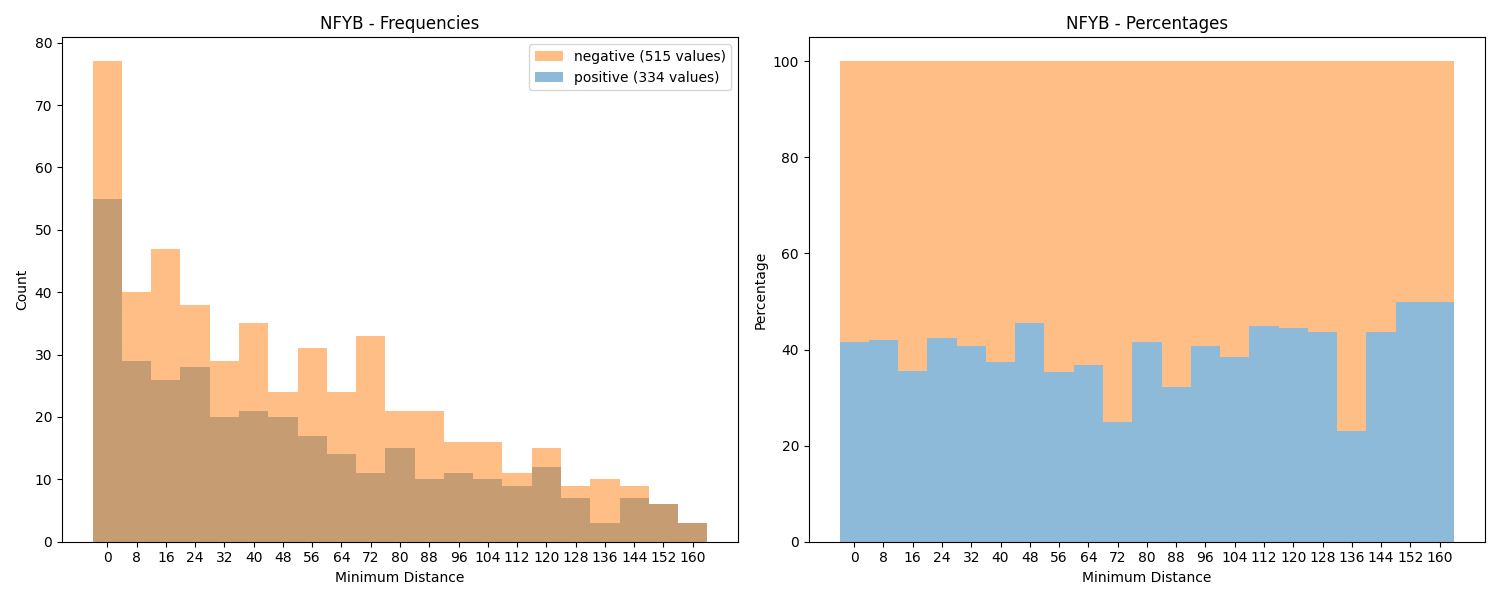 NFYB - Frequencies
80
70
60
50
40
30
20
10
0
Count
negative (515 values)
positive (334 values)
0 8 16 24 32 40 48 56 64 72 80 88 96 104 112 120 128 136 144 152 160
Minimum Distance
NFYB - Percentages
100
80
60
40
20
0
Percentage
0 8 16 24 32 40 48 56 64 72 80 88 96 104 112 120 128 136 144 152 160
Minimum Distance